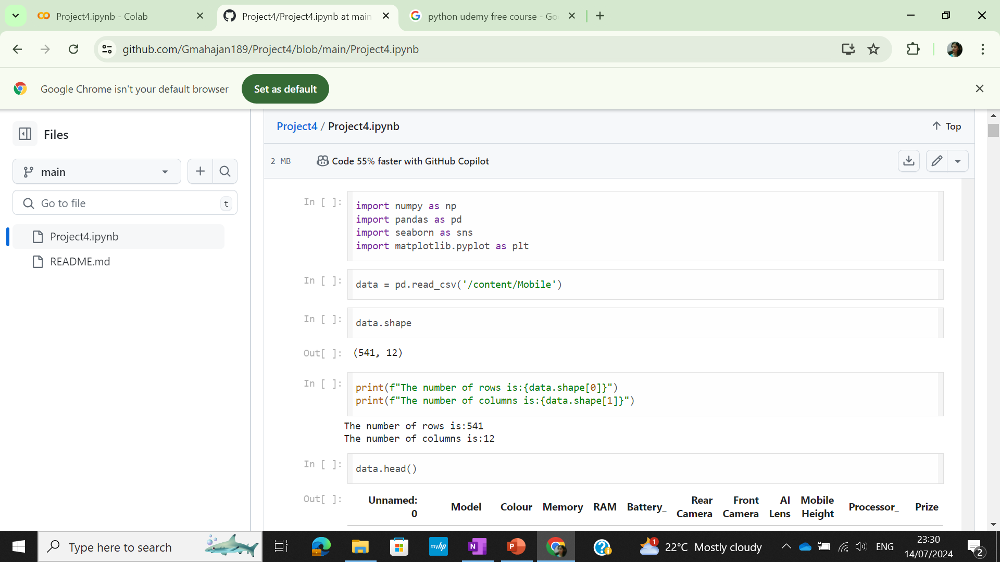 Project4.ipynb - Colab
Project4/Project4.ipynb at main
python udemy free course - Go
github.com/Gmahajan189/Project4/blob/main/Project4.ipynb
Google Chrome isn't your default browser
Set as default
Files
main
Go to file
t
Project4.ipynb
README.md
Project4 / Project4.ipynb
Top
2 MB
Code 55% faster with GitHub Copilot
In [ ]:
import numpy as np
import pandas as pd
import seaborn as sns
import matplotlib.pyplot as plt
In [ ]:
data = pd.read_csv('/content/Mobile')
In [ ]:
data.shape
Out[ ]:
(541, 12)
In [ ]:
print(f"The number of rows is:{data.shape[0]}")
print(f"The number of columns is:{data.shape[1]}")
The number of rows is:541
The number of columns is:12
In [ ]:
data.head()
Out[ ]:
Unnamed: 0 Model Colour Memory RAM Battery_ Rear Camera Front Camera AI Lens Mobile Height Processor_ Prize
Type here to search
myhp
N
P
1
22°C Mostly cloudy
ENG
23:30
14/07/2024
2